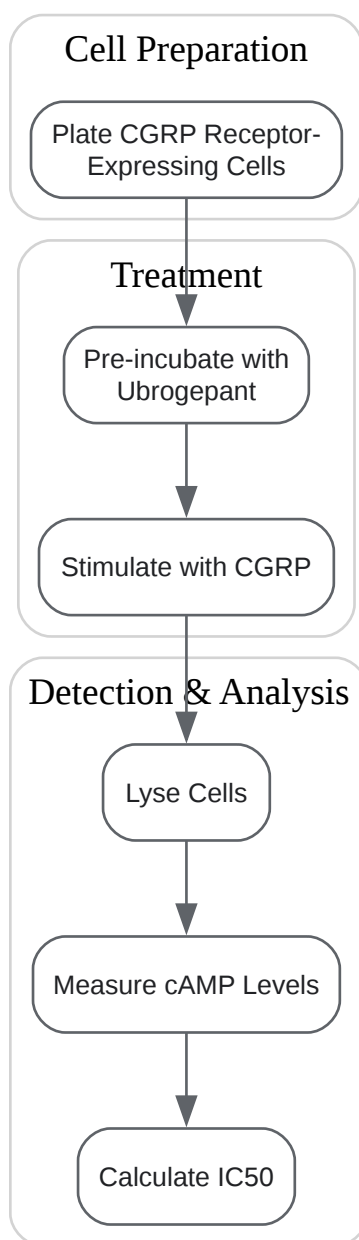 Cell Preparation
Plate CGRP Receptor-
Expressing Cells
Treatment
Pre-incubate with
Ubrogepant
Stimulate with CGRP
Detection & Analysis
Lyse Cells
Measure cAMP Levels
Calculate IC50